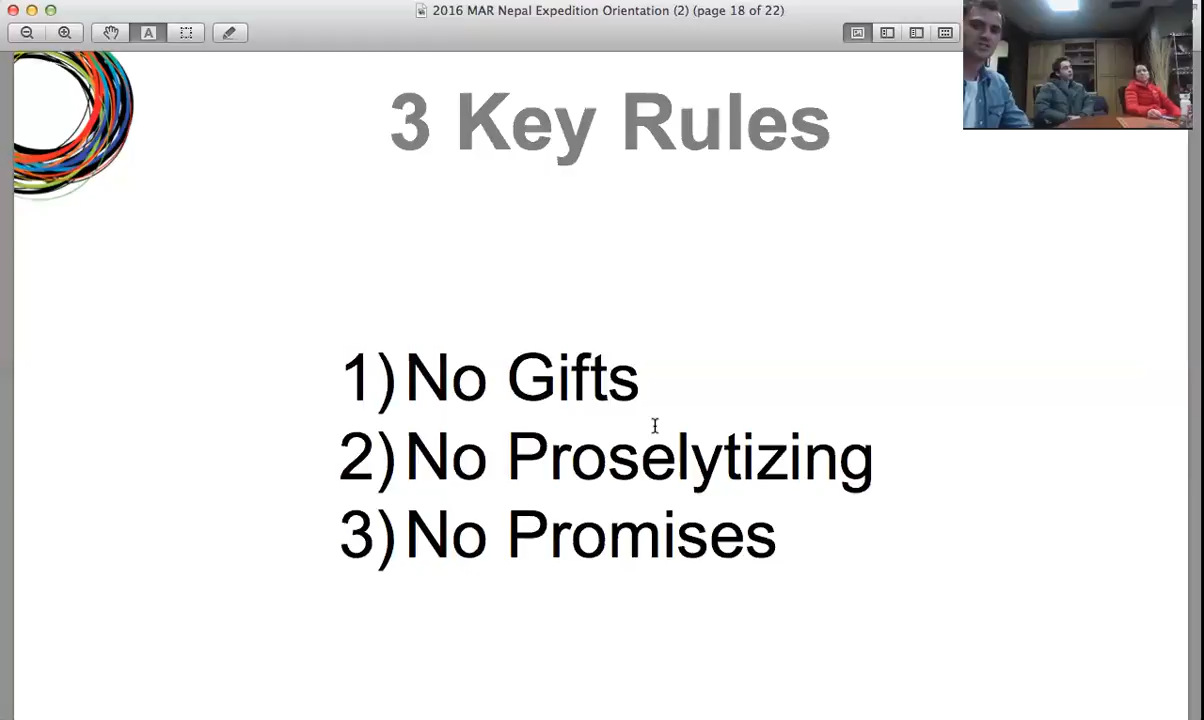 2016 MAR Nepal Expedition Orientation (2) (page 18 of 22)
A
3 Key Rules
1) No Gifts
2) No Proselytizing
3) No Promises